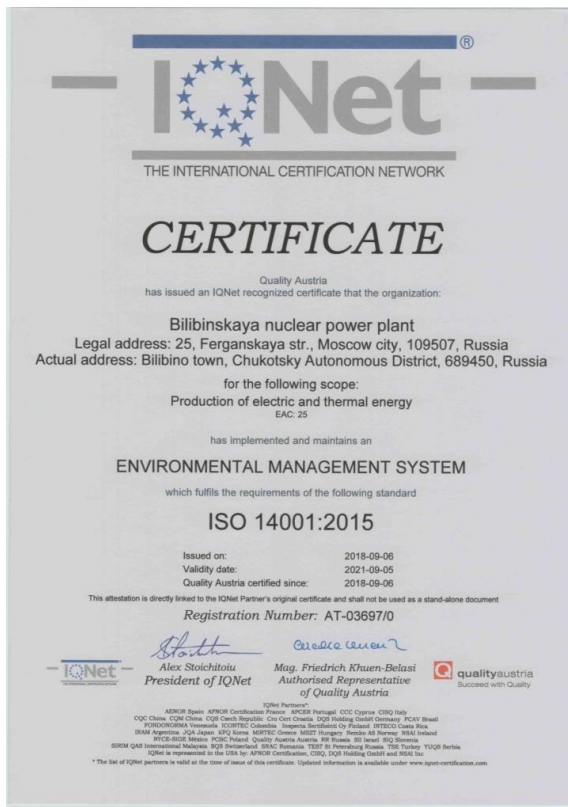 ®
IQNet
THE INTERNATIONAL CERTIFICATION NETWORK
CERTIFICATE
Quality Austria
has issued an IQNet recognized certificate that the organization:
Bilibinskaya nuclear power plant
Legal address: 25, Ferganskaya str., Moscow city, 109507, Russia
Actual address: Bilibino town, Chukotsky Autonomous District, 689450, Russia
for the following scope:
Production of electric and thermal energy
EAC: 25
has implemented and maintains an
ENVIRONMENTAL MANAGEMENT SYSTEM
which fulfils the requirements of the following standard
ISO 14001:2015
Issued on: 2018-09-06
Validity date: 2021-09-05
Quality Austria certified since: 2018-09-06
This attestation is directly linked to the IQNet Partner's original certificate and shall not be used as a stand-alone document
Registration Number: AT-03697/0
IQNet
THE INTERNATIONAL CERTIFICATION NETWORK
Alex Stoichitoiu
President of IQNet
Mag. Friedrich Khuen-Belasi
Authorised Representative
of Quality Austria
qualityaustria
Succeed with Quality
IQNet Partners*:
AENOR Spain AFNOR Certification France APCER Portugal CCC Cyprus CISQ Italy
CQC China CQM China CQS Czech Republic Cro Cert Croatia DQS Holding GmbH Germany FCAV Brazil
FONDONORMA Venezuela ICONTEC Colombia Inspecta Sertifiointi Oy Finland INTECO Costa Rica
IRAM Argentina JQA Japan KFQ Korea MIRTEC Greece MSZT Hungary Nemko AS Norway NSAI Ireland
NYCE-SIGE México PCBC Poland Quality Austria Austria RR Russia SII Israel SIQ Slovenia
SIRIM QAS International Malaysia SQS Switzerland SRAC Romania TEST St Petersburg Russia TSE Turkey YUQS Serbia
IQNet is represented in the USA by: AFNOR Certification, CISQ, DQS Holding GmbH and NSAI Inc
* The list of IQNet partners is valid at the time of issue of this certificate. Updated information is available under www.iqnet-certification.com